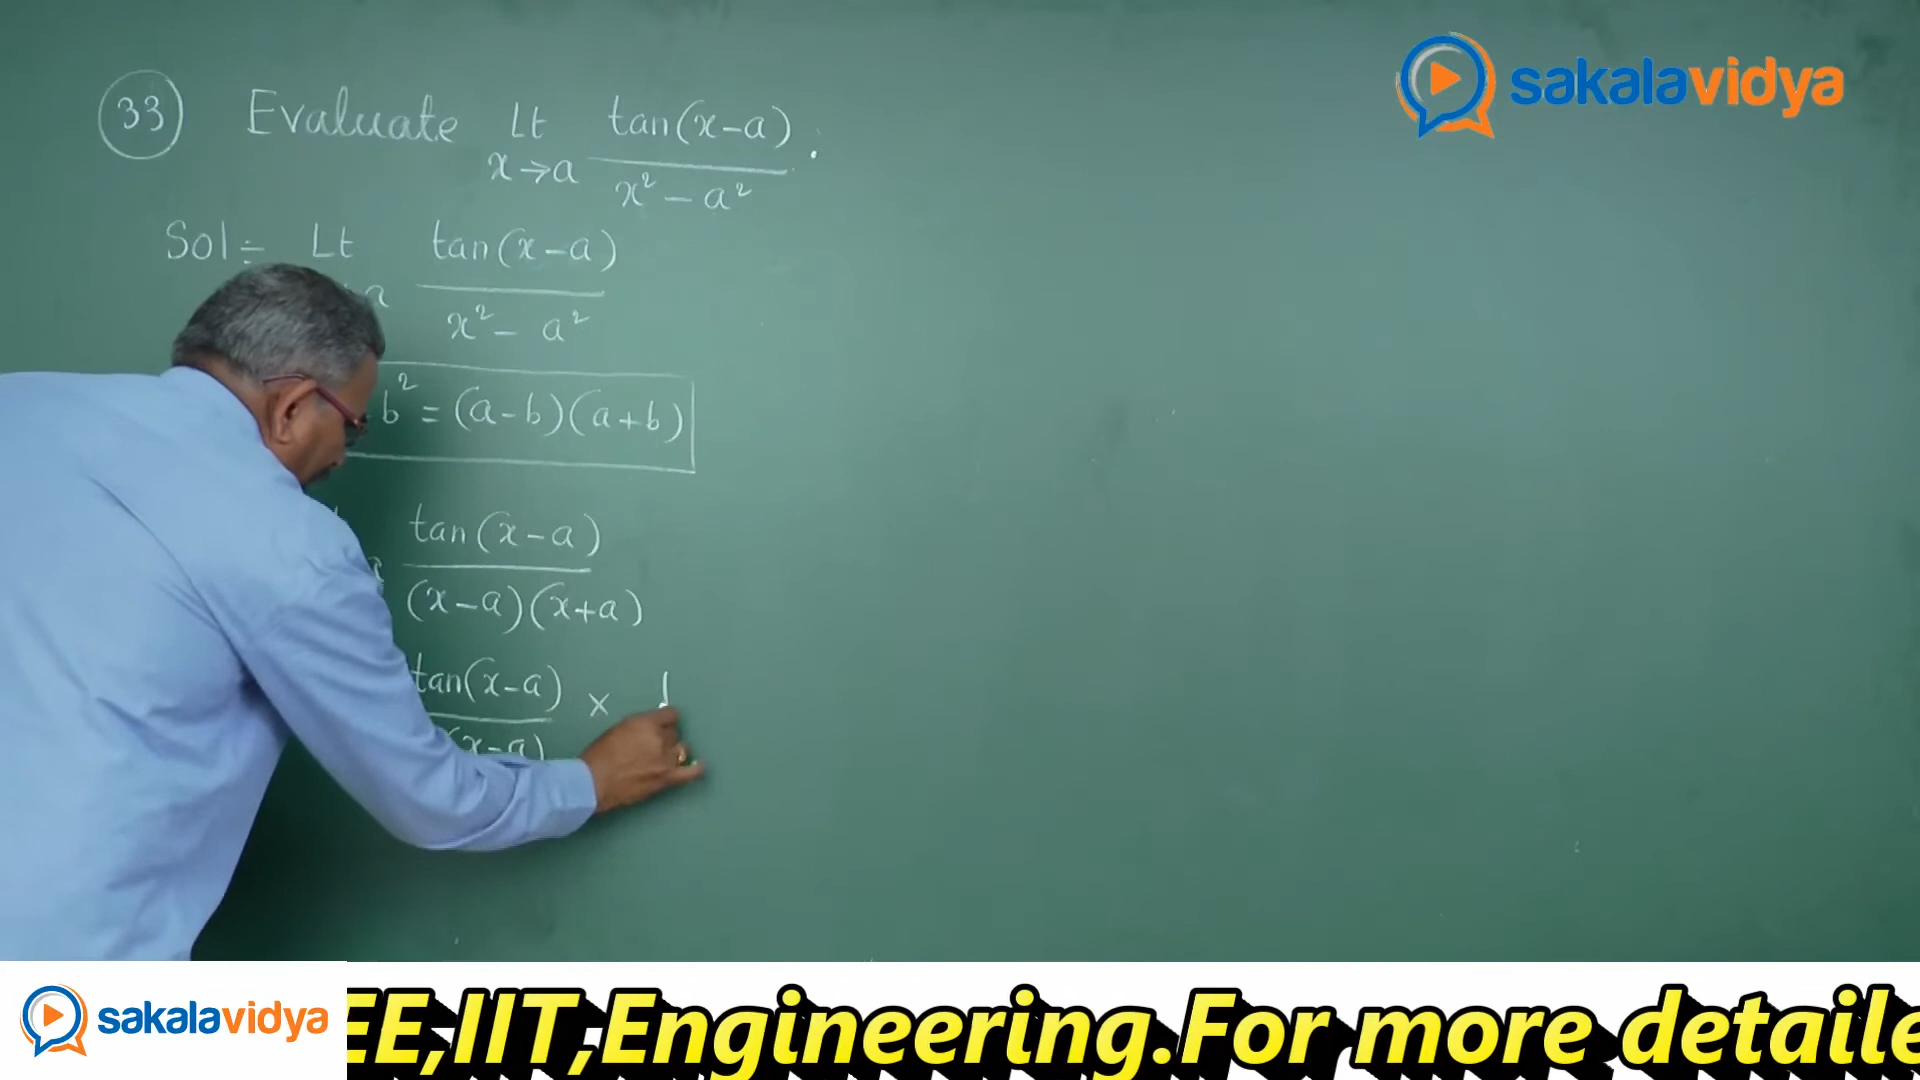 sakalavidya
33 Evaluate Lt x→a tan(x-a) / x² - a² .
Sol:- Lt a tan(x-a) / x² - a²
b² = (a-b)(a+b)
tan(x-a) / (x-a)(x+a)
tan(x-a) / (x-a) × 1
sakalavidya EE,IIT,Engineering.For more detaile